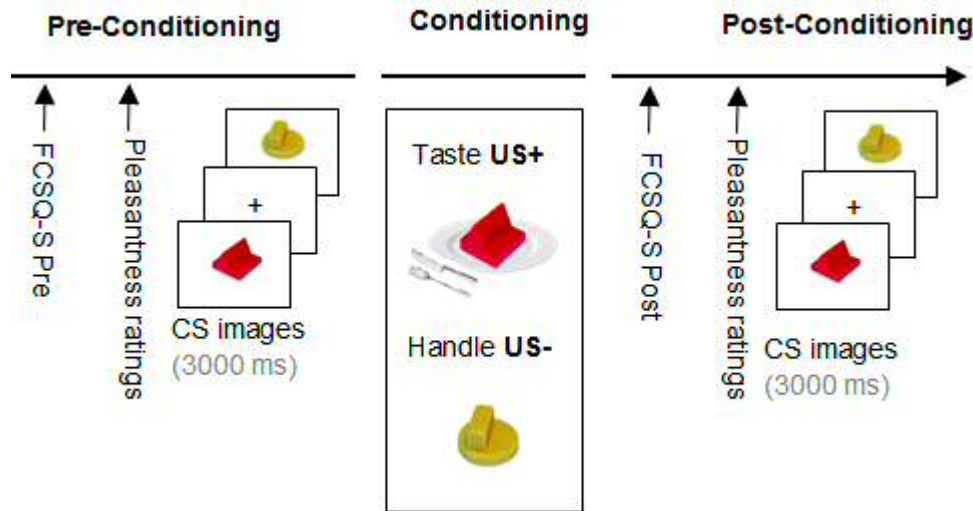 Pre-Conditioning
Conditioning
Post-Conditioning
FCSQ-S Pre
Pleasantness ratings
+
CS images
(3000 ms)
Taste US+
Handle US-
FCSQ-S Post
Pleasantness ratings
+
CS images
(3000 ms)